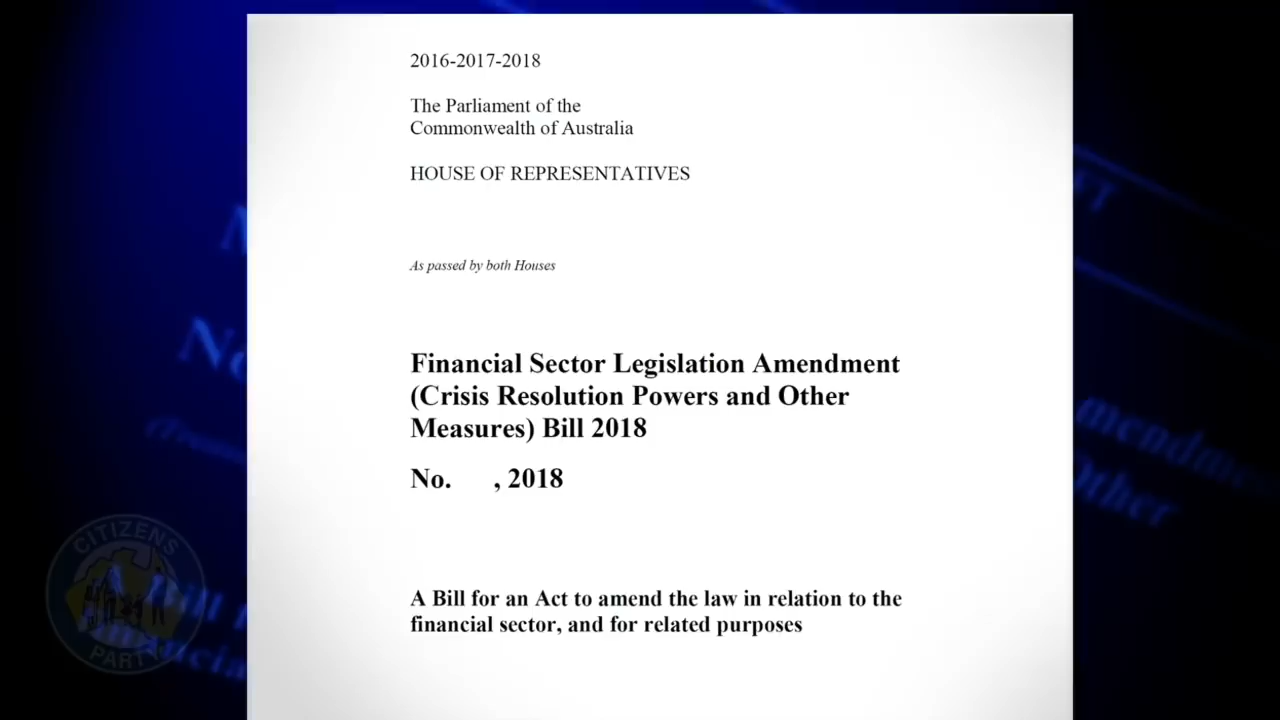 2016-2017-2018
The Parliament of the
Commonwealth of Australia
HOUSE OF REPRESENTATIVES
As passed by both Houses
Financial Sector Legislation Amendment
(Crisis Resolution Powers and Other
Measures) Bill 2018
No. , 2018
A Bill for an Act to amend the law in relation to the
financial sector, and for related purposes
CITIZENS
PARTY